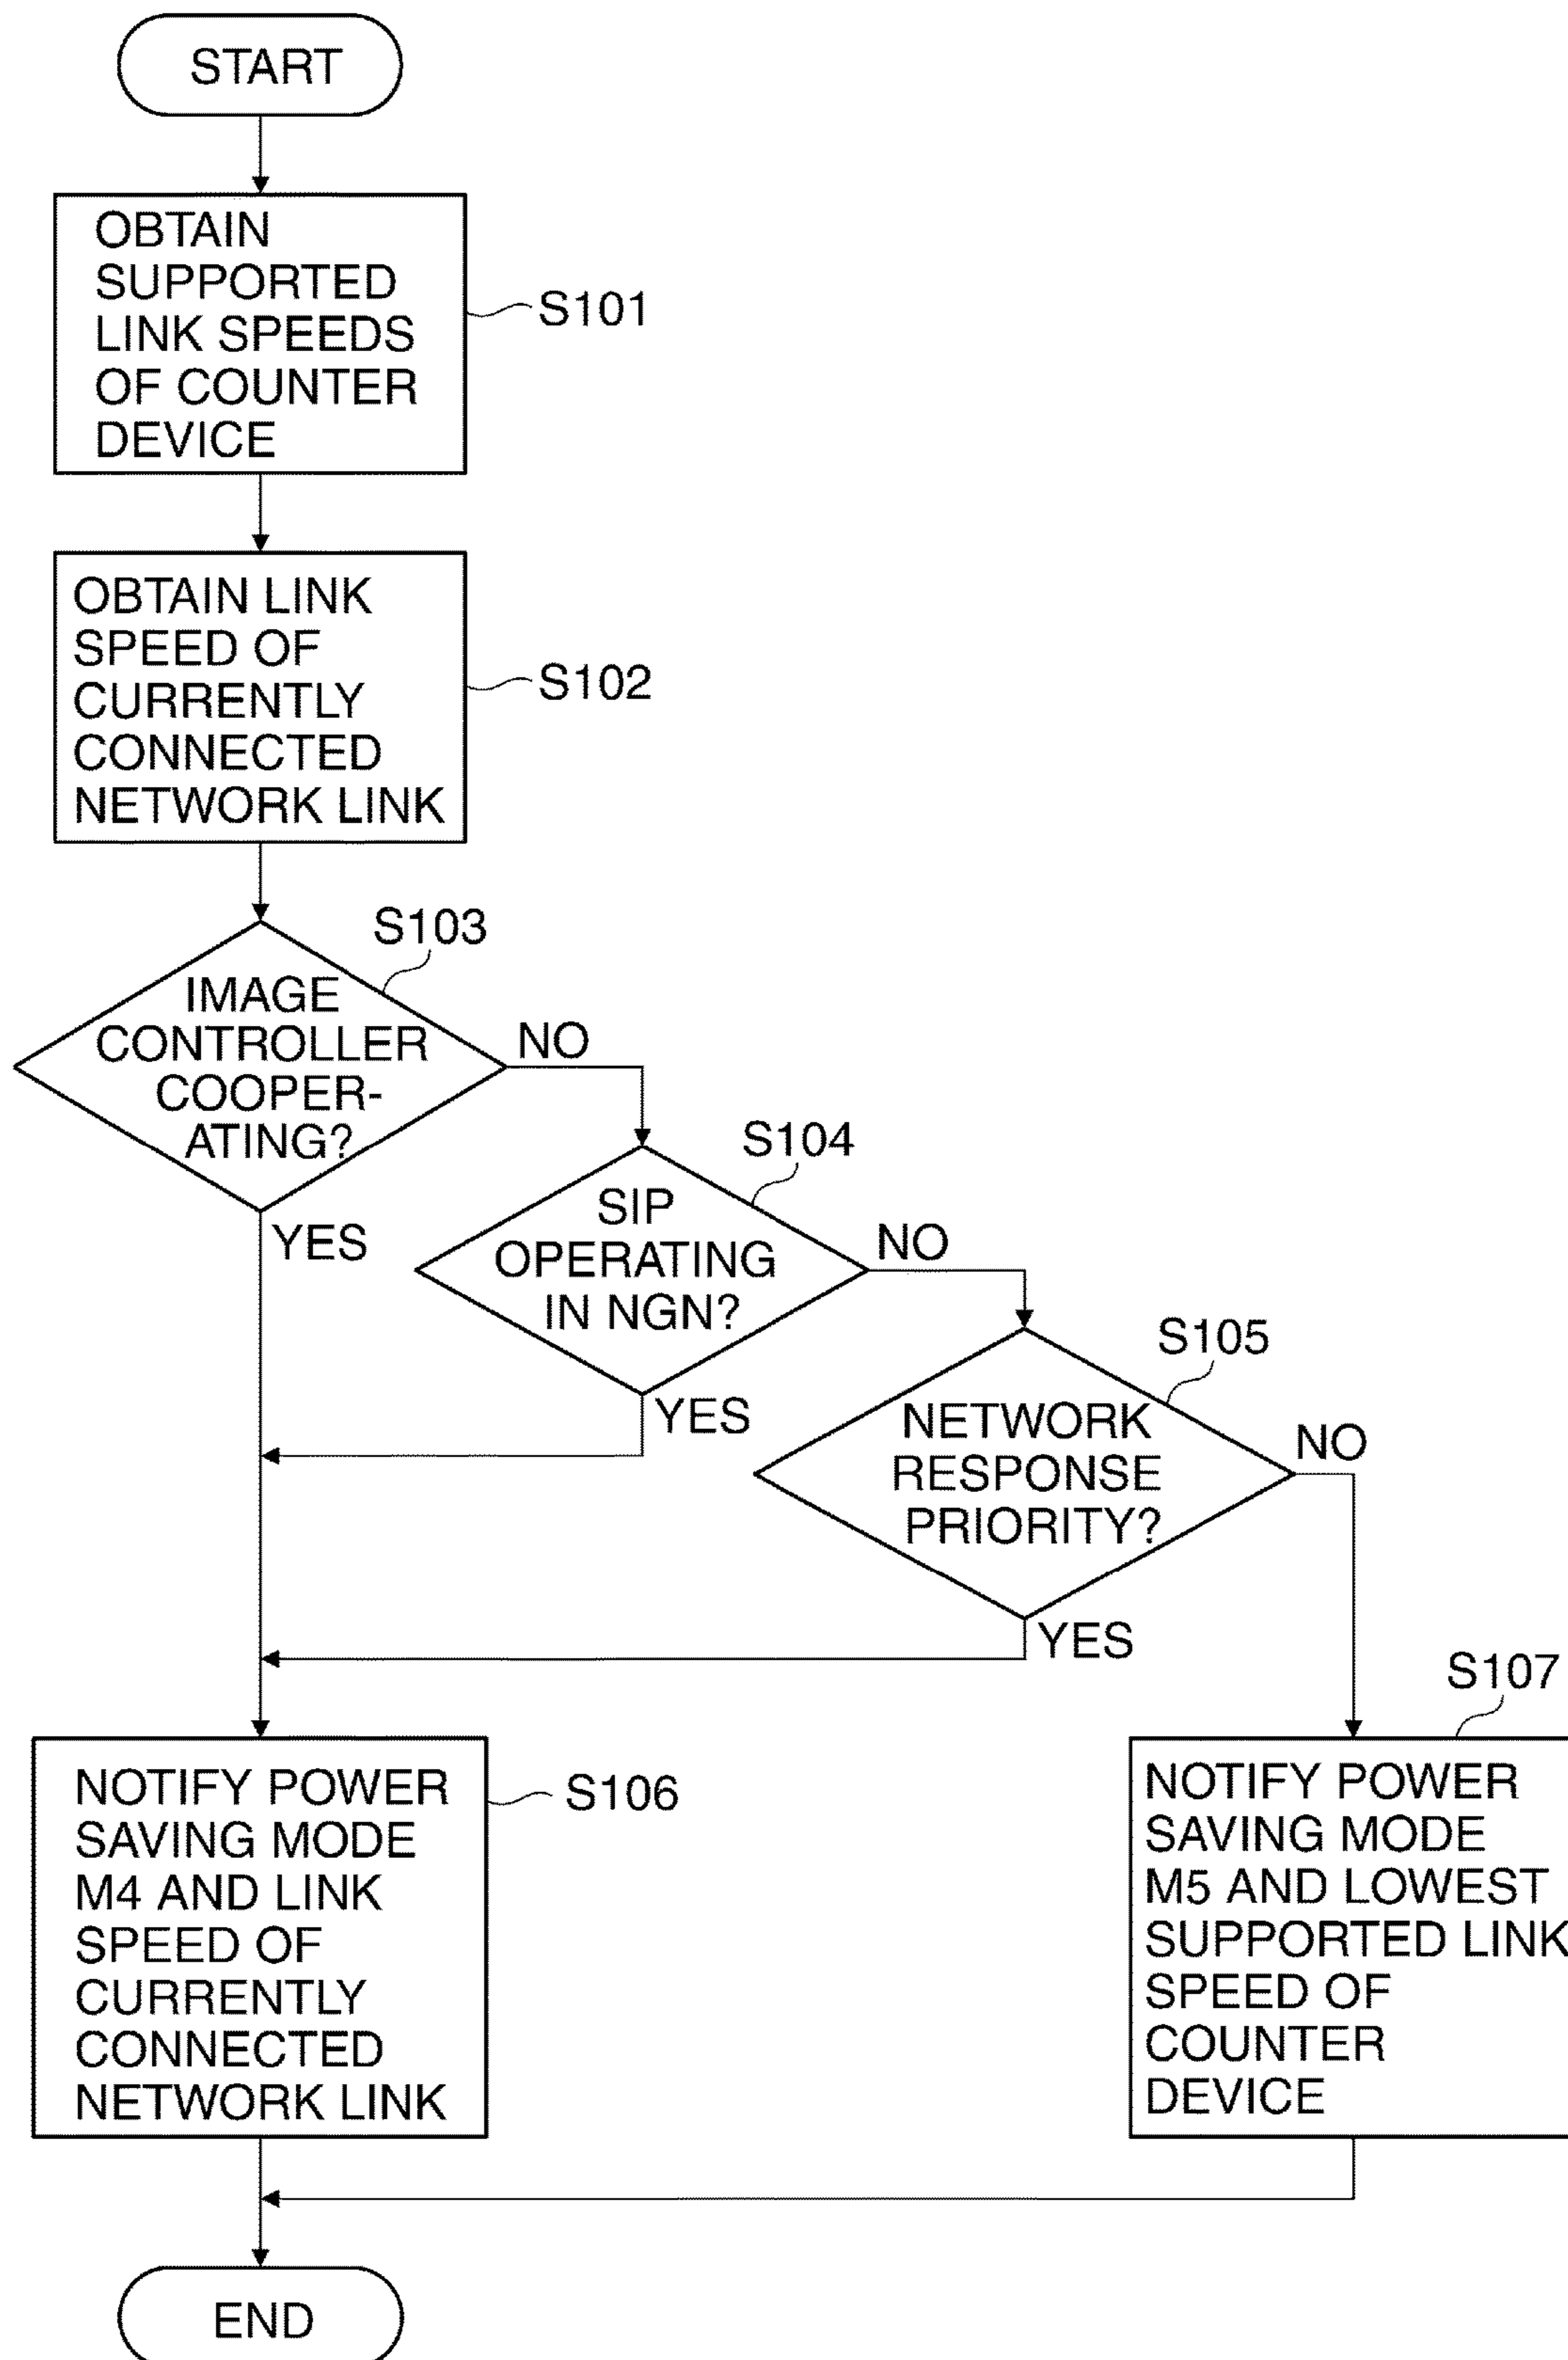 START
OBTAIN
SUPPORTED
LINK SPEEDS
OF COUNTER
DEVICE
S101
OBTAIN LINK
SPEED OF
CURRENTLY
CONNECTED
NETWORK LINK
S102
S103
IMAGE
CONTROLLER
COOPER-
ATING?
NO
YES
S104
SIP
OPERATING
IN NGN?
NO
YES
S105
NETWORK
RESPONSE
PRIORITY?
NO
YES
NOTIFY POWER
SAVING MODE
M4 AND LINK
SPEED OF
CURRENTLY
CONNECTED
NETWORK LINK
S106
S107
NOTIFY POWER
SAVING MODE
M5 AND LOWEST
SUPPORTED LINK
SPEED OF
COUNTER
DEVICE
END